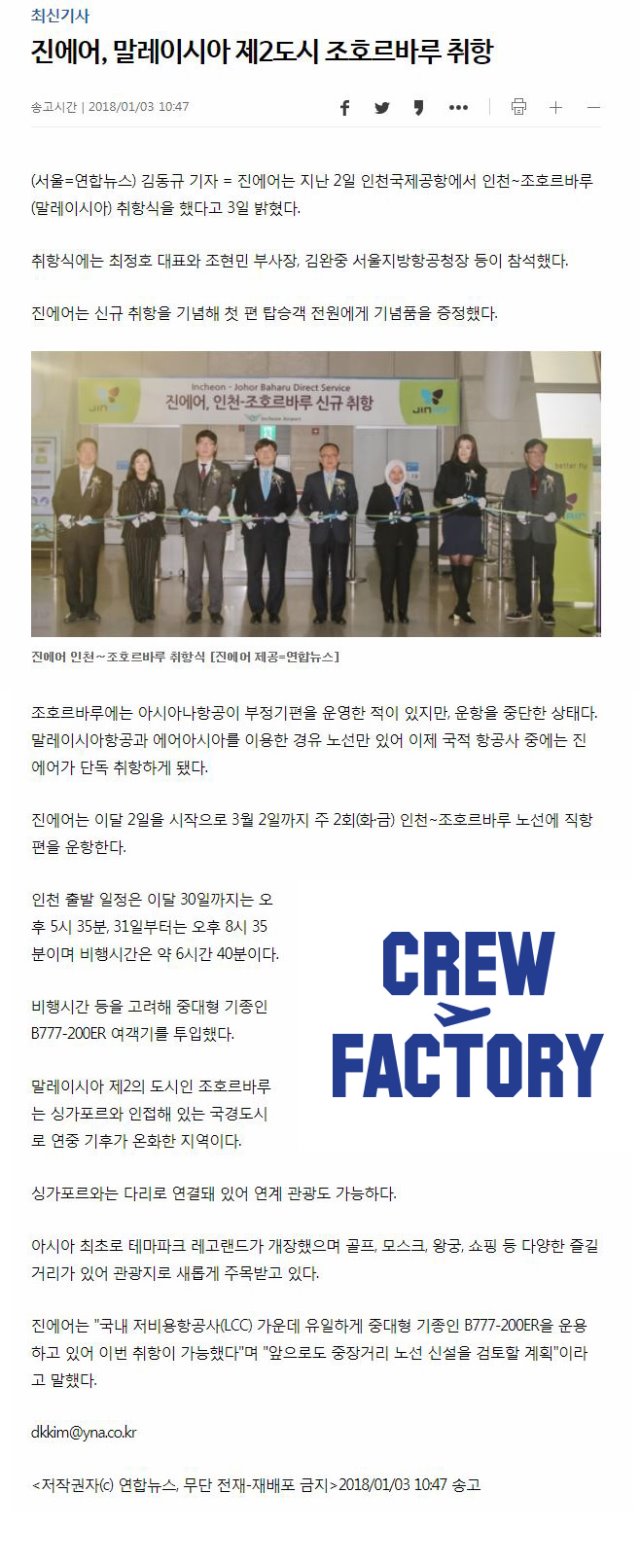 최신기사
진에어, 말레이시아 제2도시 조호르바루 취항
송고시간 | 2018/01/03 10:47
(서울=연합뉴스) 김동규 기자 = 진에어는 지난 2일 인천국제공항에서 인천~조호르바루
(말레이시아) 취항식을 했다고 3일 밝혔다.
취항식에는 최정호 대표와 조현민 부사장, 김완중 서울지방항공청장 등이 참석했다.
진에어는 신규 취항을 기념해 첫 편 탑승객 전원에게 기념품을 증정했다.
Incheon - Johor Baharu Direct Service
진에어, 인천-조호르바루 신규 취항
JIN AIR
JIN AIR
Incheon Airport
better fly
진에어 인천~조호르바루 취항식 [진에어 제공=연합뉴스]
조호르바루에는 아시아나항공이 부정기편을 운영한 적이 있지만, 운항을 중단한 상태다.
말레이시아항공과 에어아시아를 이용한 경유 노선만 있어 이제 국적 항공사 중에는 진
에어가 단독 취항하게 됐다.
진에어는 이달 2일을 시작으로 3월 2일까지 주 2회(화·금) 인천~조호르바루 노선에 직항
편을 운항한다.
인천 출발 일정은 이달 30일까지는 오
후 5시 35분, 31일부터는 오후 8시 35
분이며 비행시간은 약 6시간 40분이다.
비행시간 등을 고려해 중대형 기종인
B777-200ER 여객기를 투입했다.
말레이시아 제2의 도시인 조호르바루
는 싱가포르와 인접해 있는 국경도시
로 연중 기후가 온화한 지역이다.
CREW
FACTORY
싱가포르와는 다리로 연결돼 있어 연계 관광도 가능하다.
아시아 최초로 테마파크 레고랜드가 개장했으며 골프, 모스크, 왕궁, 쇼핑 등 다양한 즐길
거리가 있어 관광지로 새롭게 주목받고 있다.
진에어는 "국내 저비용항공사(LCC) 가운데 유일하게 중대형 기종인 B777-200ER을 운용
하고 있어 이번 취항이 가능했다"며 "앞으로도 중장거리 노선 신설을 검토할 계획"이라
고 말했다.
dkkim@yna.co.kr
<저작권자(c) 연합뉴스, 무단 전재-재배포 금지>2018/01/03 10:47 송고